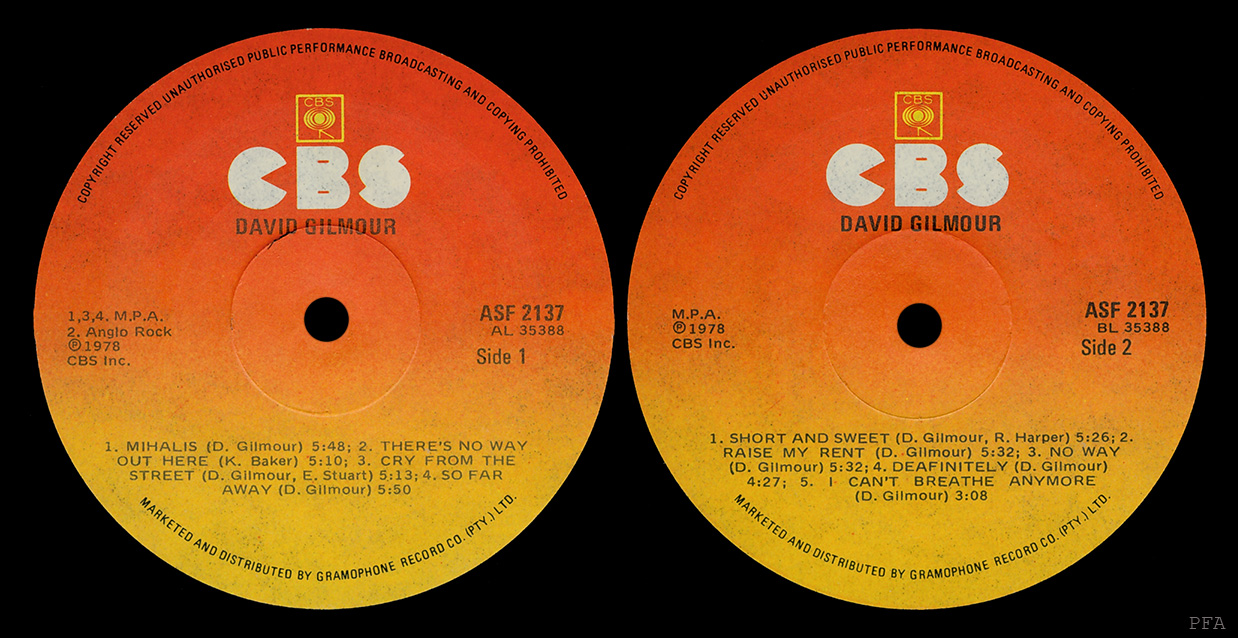 COPYRIGHT RESERVED UNAUTHORISED PUBLIC PERFORMANCE BROADCASTING AND COPYING PROHIBITED
CBS
CBS
DAVID GILMOUR
1,3,4. M.P.A.
2. Anglo Rock
Ⓟ1978
CBS Inc.
ASF 2137
AL 35388
Side 1
1. MIHALIS (D. Gilmour) 5:48; 2. THERE'S NO WAY
OUT HERE (K. Baker) 5:10; 3. CRY FROM THE
STREET (D. Gilmour, E. Stuart) 5:13; 4. SO FAR
AWAY (D. Gilmour) 5:50
MARKETED AND DISTRIBUTED BY GRAMOPHONE RECORD CO. (PTY.) LTD.
COPYRIGHT RESERVED UNAUTHORISED PUBLIC PERFORMANCE BROADCASTING AND COPYING PROHIBITED
CBS
CBS
DAVID GILMOUR
M.P.A.
Ⓟ1978
CBS Inc.
ASF 2137
BL 35388
Side 2
1. SHORT AND SWEET (D. Gilmour, R. Harper) 5:26; 2.
RAISE MY RENT (D. Gilmour) 5:32; 3. NO WAY
(D. Gilmour) 5:32; 4. DEAFINITELY (D. Gilmour)
4:27; 5. I CAN'T BREATHE ANYMORE
(D. Gilmour) 3:08
MARKETED AND DISTRIBUTED BY GRAMOPHONE RECORD CO. (PTY.) LTD.
PFA